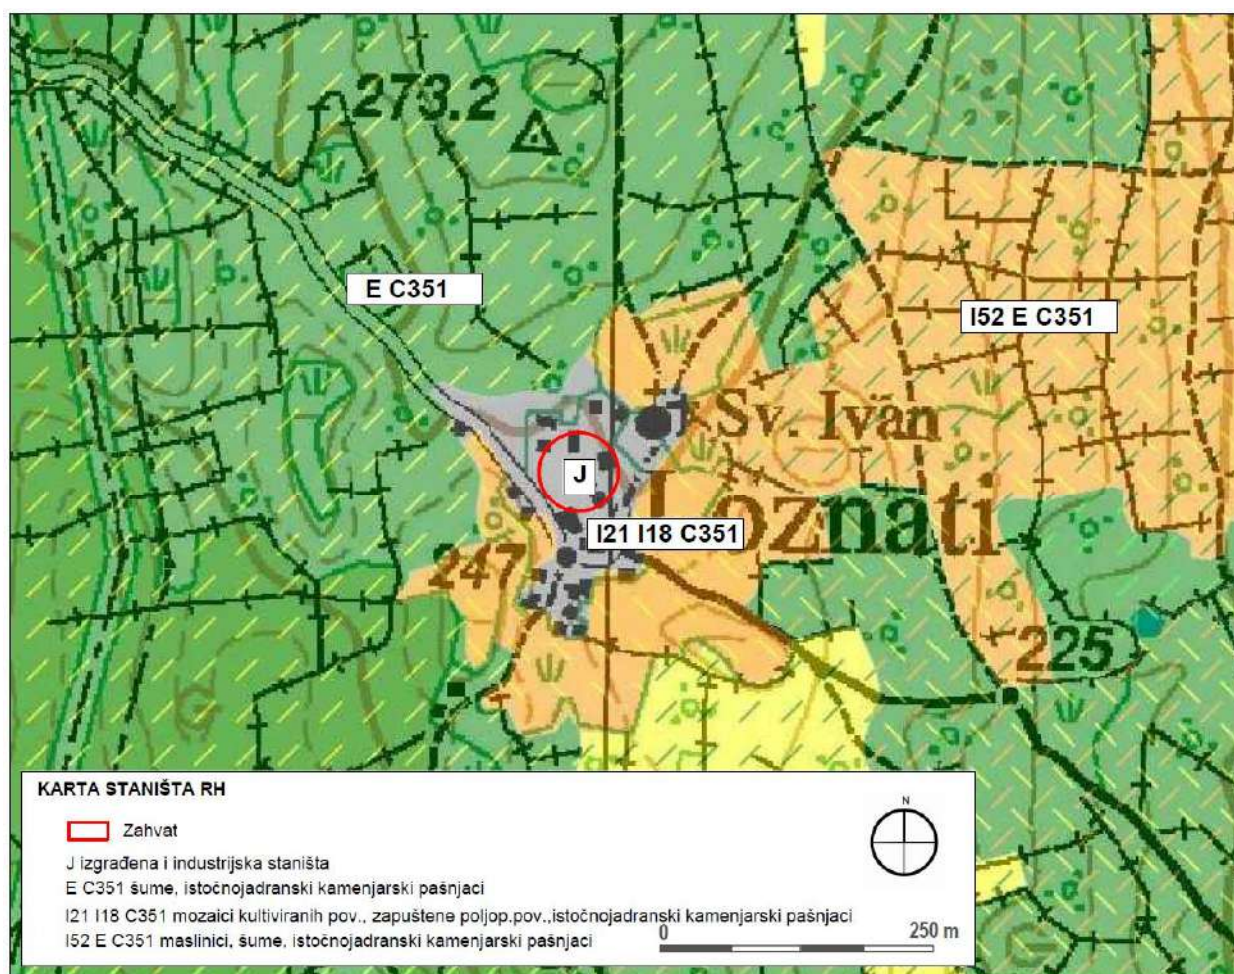 273.2
E C351
I52 E C351
Sv. Ivän
J
Loznati
I21 I18 C351
247
225
KARTA STANIŠTA RH
N
Zahvat
J izgrađena i industrijska staništa
E C351 šume, istočnojadranski kamenjarski pašnjaci
I21 I18 C351 mozaici kultiviranih pov., zapuštene poljop.pov.,istočnojadranski kamenjarski pašnjaci
I52 E C351 maslinici, šume, istočnojadranski kamenjarski pašnjaci
0 250 m